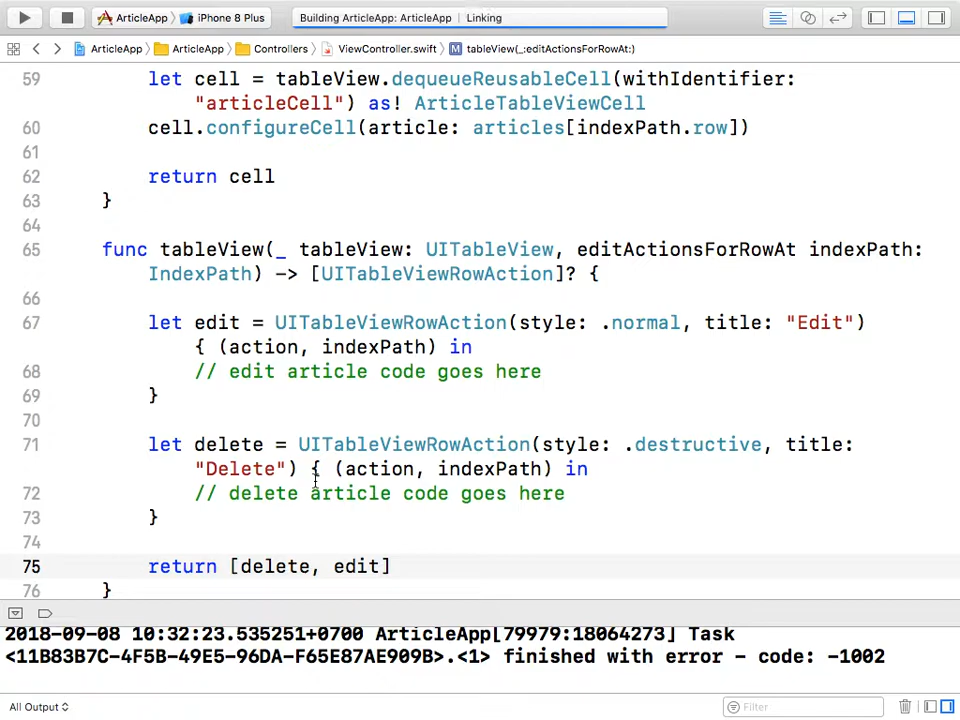 ArticleApp iPhone 8 Plus Building ArticleApp: ArticleApp Linking
ArticleApp ArticleApp Controllers ViewController.swift M tableView(_:editActionsForRowAt:)
59 let cell = tableView.dequeueReusableCell(withIdentifier:
"articleCell") as! ArticleTableViewCell
60 cell.configureCell(article: articles[indexPath.row])
61
62 return cell
63 }
64
65 func tableView(_ tableView: UITableView, editActionsForRowAt indexPath:
IndexPath) -> [UITableViewRowAction]? {
66
67 let edit = UITableViewRowAction(style: .normal, title: "Edit")
{ (action, indexPath) in
68 // edit article code goes here
69 }
70
71 let delete = UITableViewRowAction(style: .destructive, title:
"Delete") { (action, indexPath) in
72 // delete article code goes here
73 }
74
75 return [delete, edit]
76 }
2018-09-08 10:32:23.535251+0700 ArticleApp[79979:18064273] Task
<11B83B7C-4F5B-49E5-96DA-F65E87AE909B>.<1> finished with error - code: -1002
All Output Filter